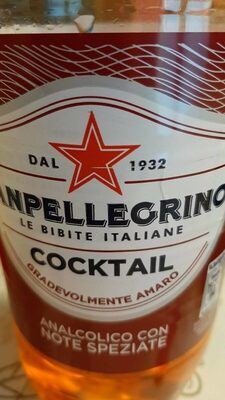 DAL 1932
ANPELLEGRINO
LE BIBITE ITALIANE
COCKTAIL
GRADEVOLMENTE AMARO
ANALCOLICO CON
NOTE SPEZIATE